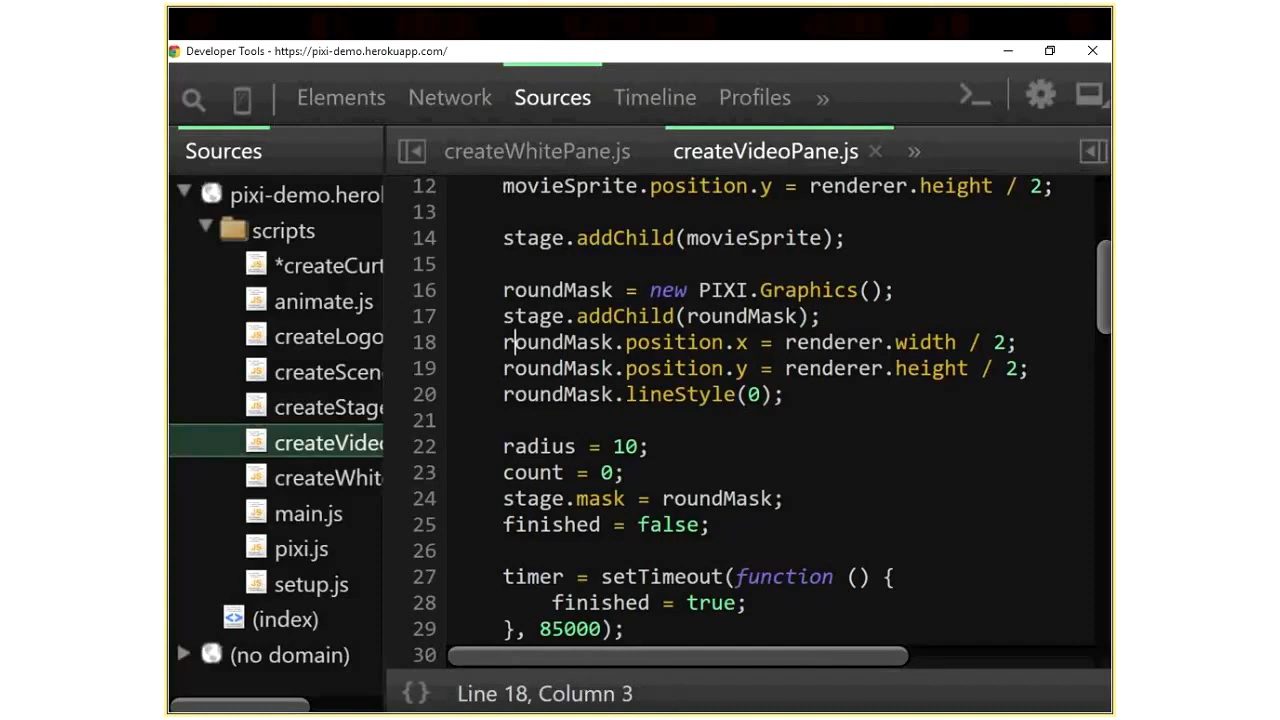 Developer Tools - https://pixi-demo.herokuapp.com/
Elements Network Sources Timeline Profiles »
Sources
createWhitePane.js createVideoPane.js × »
pixi-demo.herol
scripts
*createCurt
animate.js
createLogo
createScen
createStage
createVideo
createWhit
main.js
pixi.js
setup.js
(index)
(no domain)
12 movieSprite.position.y = renderer.height / 2;
13
14 stage.addChild(movieSprite);
15
16 roundMask = new PIXI.Graphics();
17 stage.addChild(roundMask);
18 roundMask.position.x = renderer.width / 2;
19 roundMask.position.y = renderer.height / 2;
20 roundMask.lineStyle(0);
21
22 radius = 10;
23 count = 0;
24 stage.mask = roundMask;
25 finished = false;
26
27 timer = setTimeout(function () {
28 finished = true;
29 }, 85000);
30
{} Line 18, Column 3